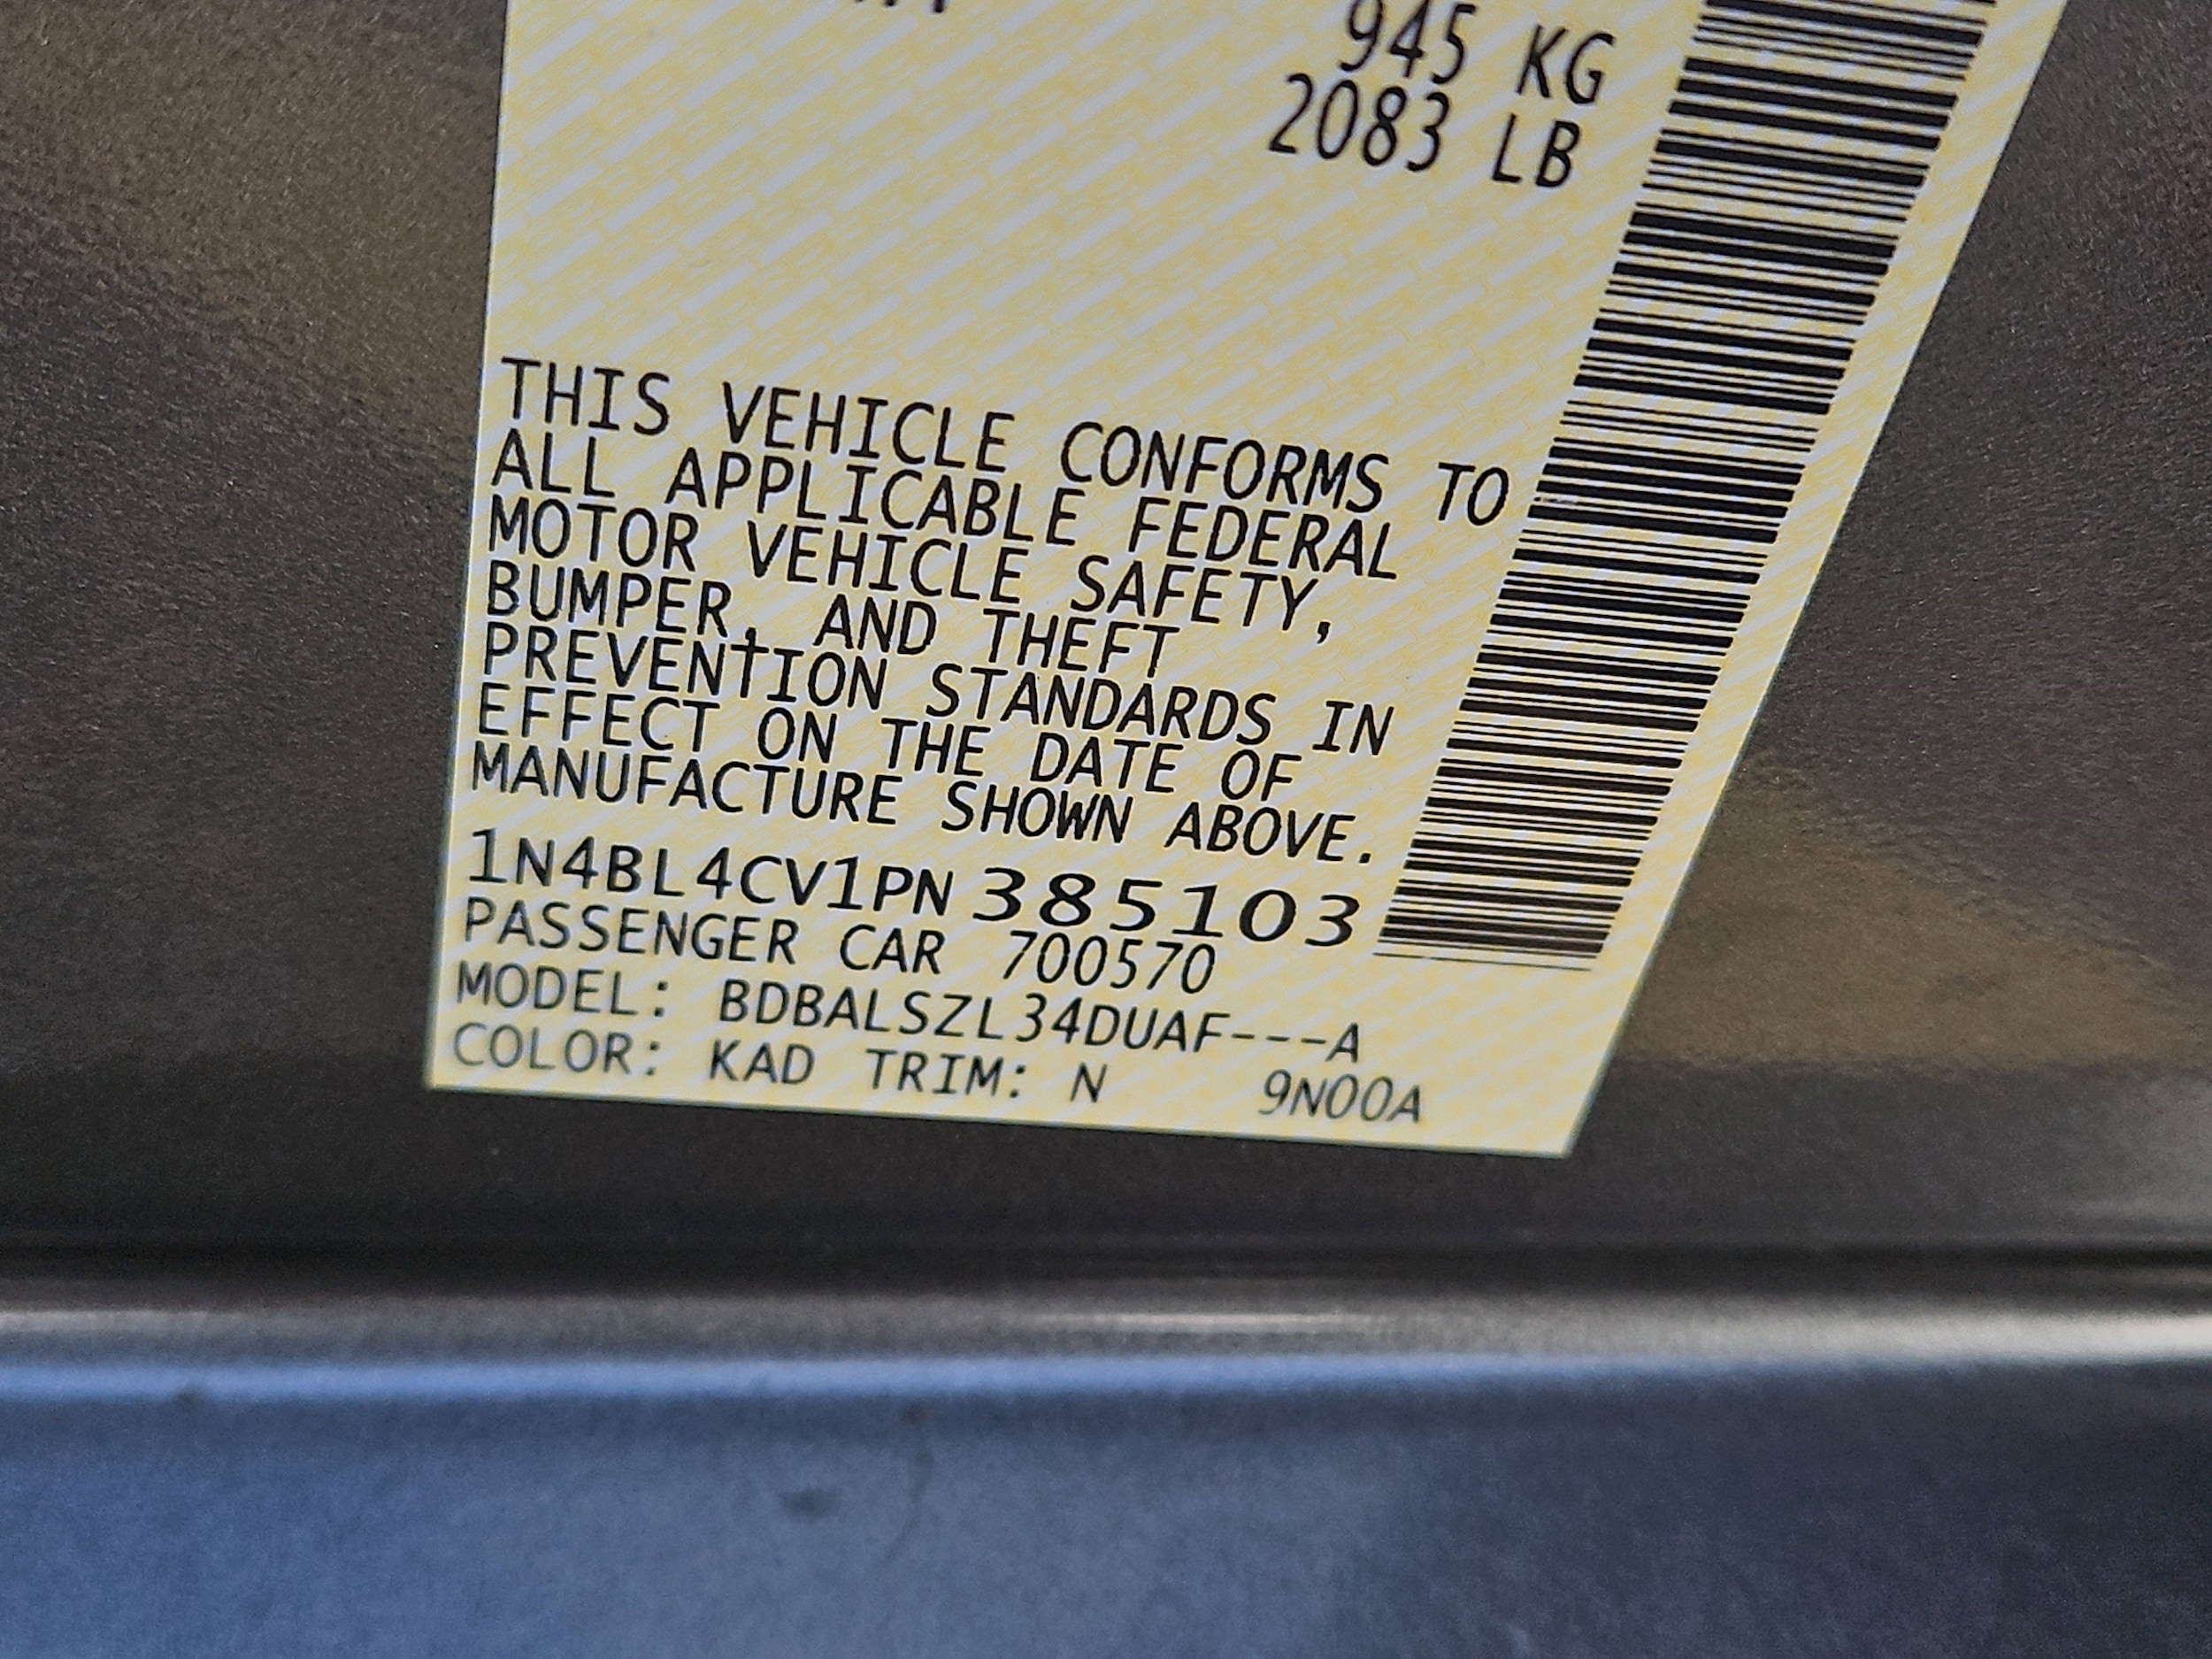 945 KG
2083 LB
THIS VEHICLE CONFORMS TO
ALL APPLICABLE FEDERAL
MOTOR VEHICLE SAFETY,
BUMPER, AND THEFT
PREVENTION STANDARDS IN
EFFECT ON THE DATE OF
MANUFACTURE SHOWN ABOVE.
1N4BL4CV1PN385103
PASSENGER CAR 700570
MODEL: BDBALSZL34DUAF---A
COLOR: KAD TRIM: N 9N00A